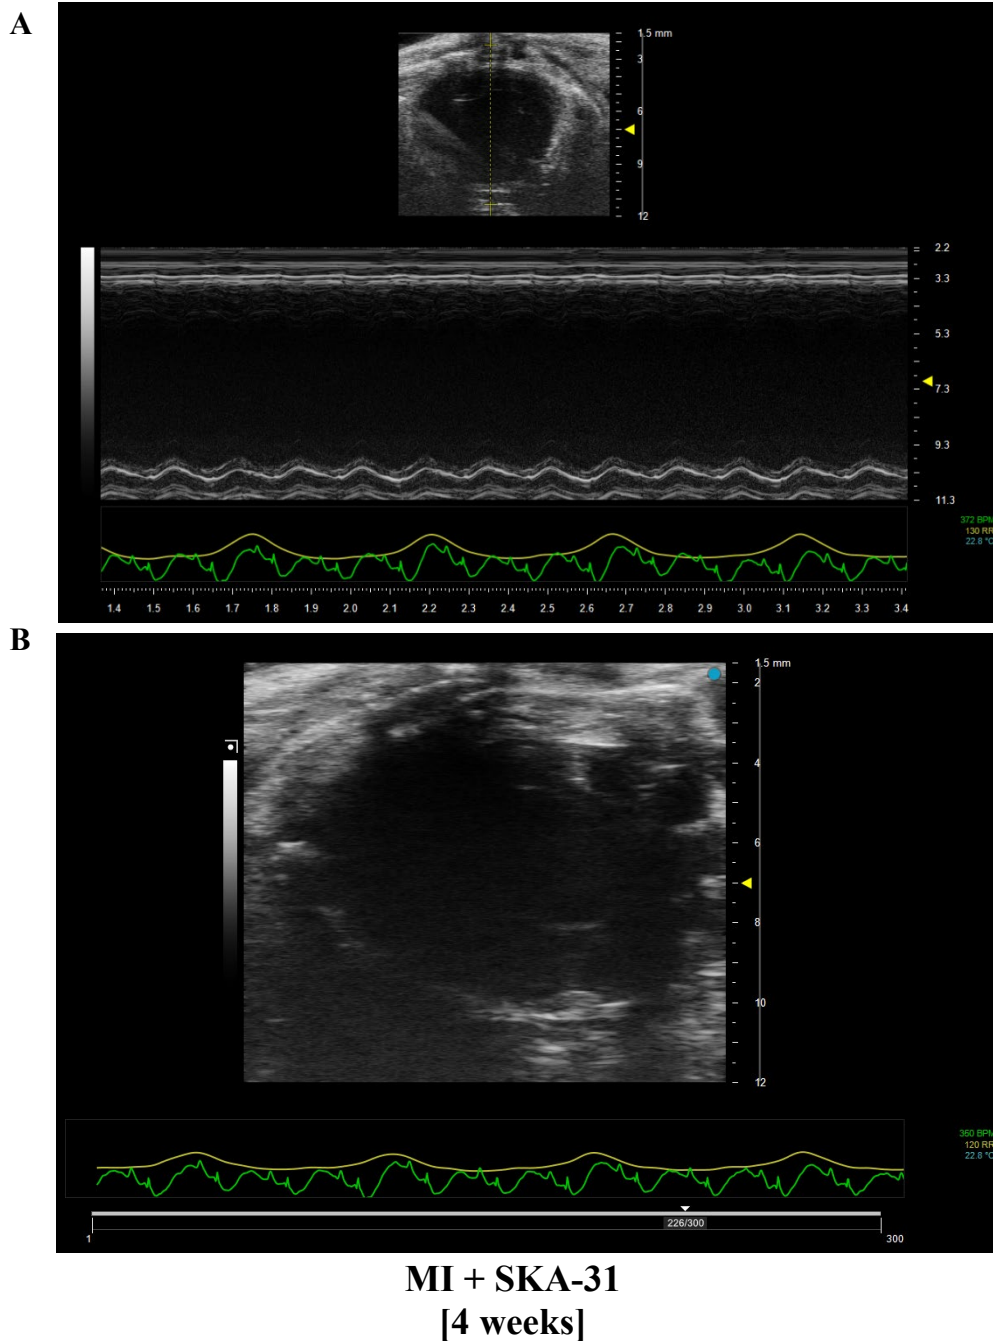 A
1.5 mm
3
6
9
12
2.2
3.3
5.3
7.3
9.3
11.3
372 BPM
130 RR
22.8 °C
1.4 1.5 1.6 1.7 1.8 1.9 2.0 2.1 2.2 2.3 2.4 2.5 2.6 2.7 2.8 2.9 3.0 3.1 3.2 3.3 3.4
B
1.5 mm
2
4
6
8
10
12
360 BPM
120 RR
22.8 °C
226/300
1 300
MI + SKA-31
[4 weeks]